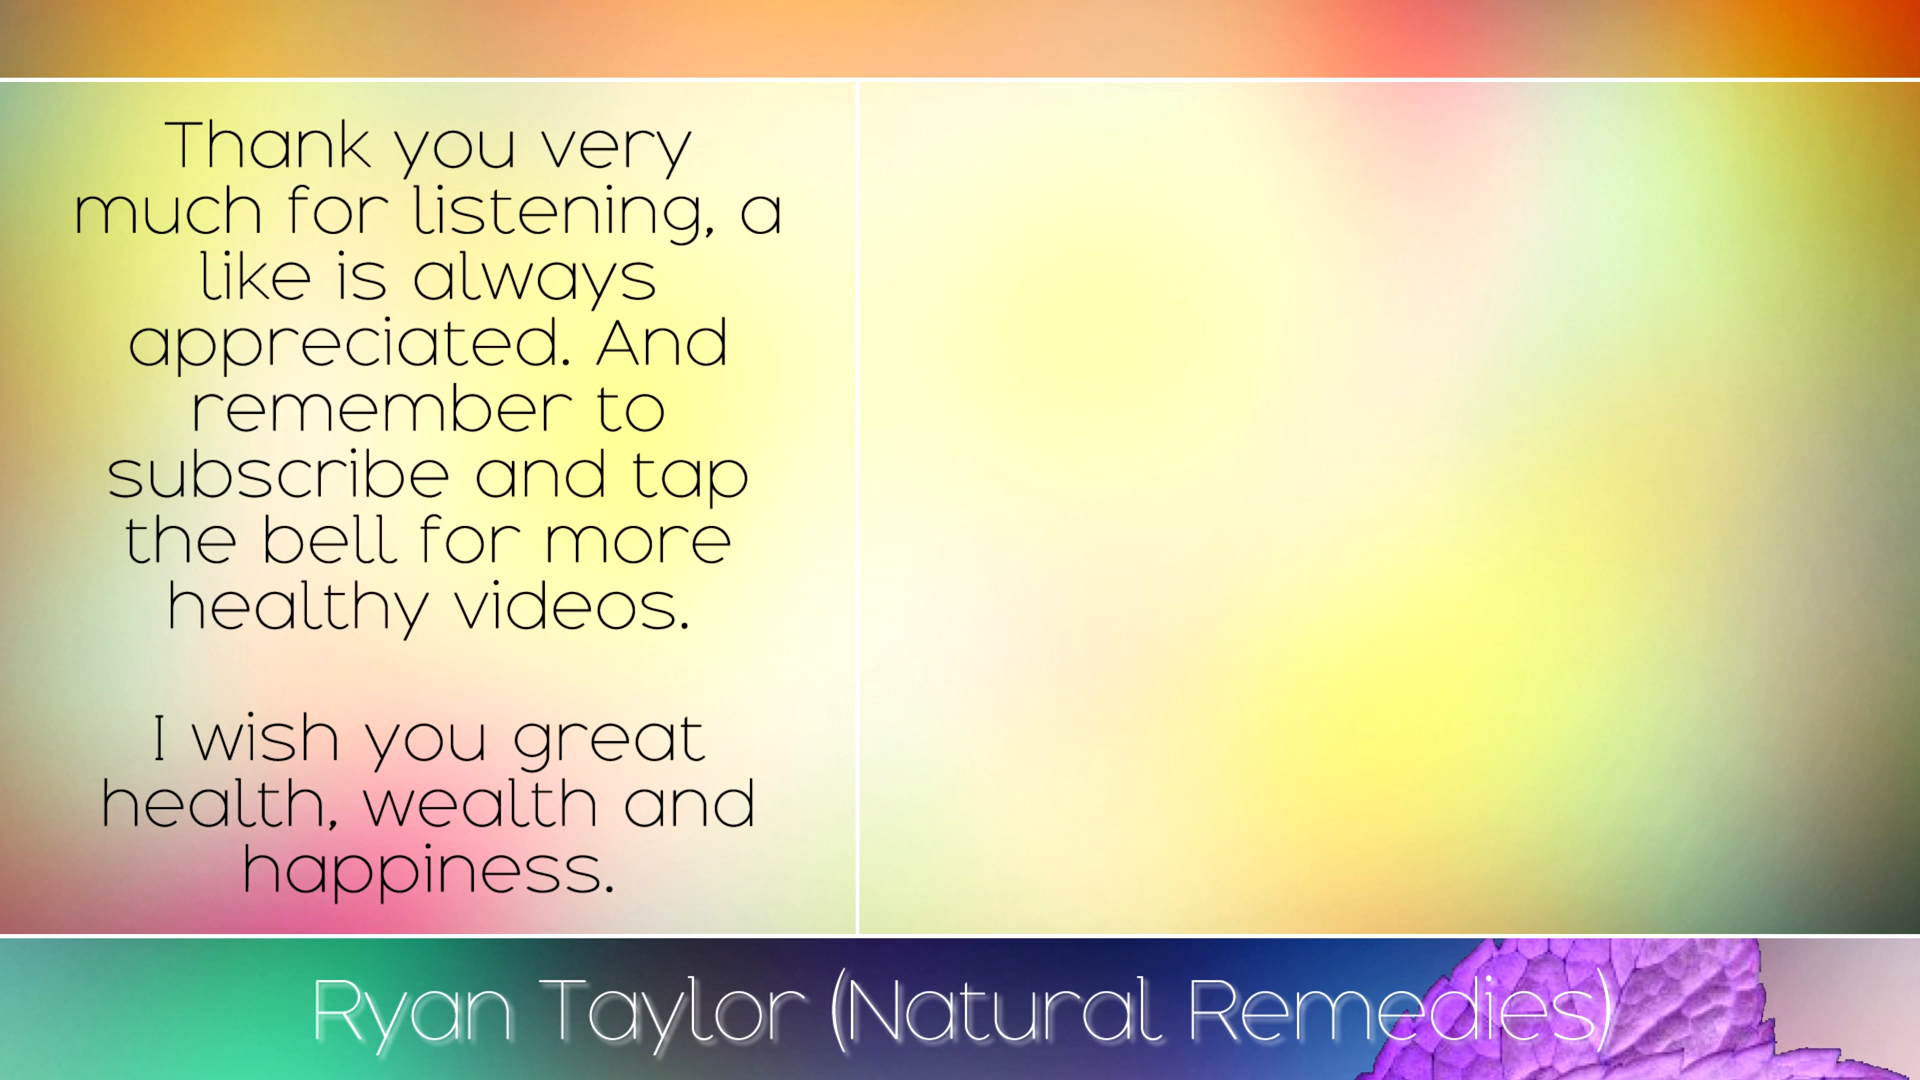 Thank you very
much for listening, a
like is always
appreciated. And
remember to
subscribe and tap
the bell for more
healthy videos.
I wish you great
health, wealth and
happiness.
Ryan Taylor (Natural Remedies)